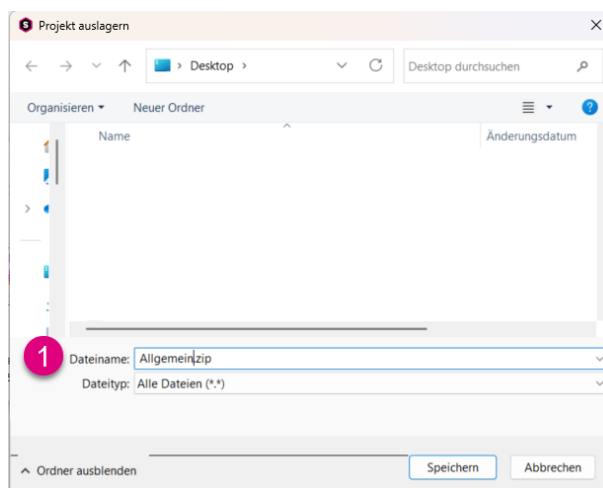 Projekt auslagern
Desktop
Desktop durchsuchen
Organisieren
Neuer Ordner
Name
Änderungsdatum
1
Dateiname: Allgemein.zip
Dateityp: Alle Dateien (*.*)
Ordner ausblenden
Speichern
Abbrechen